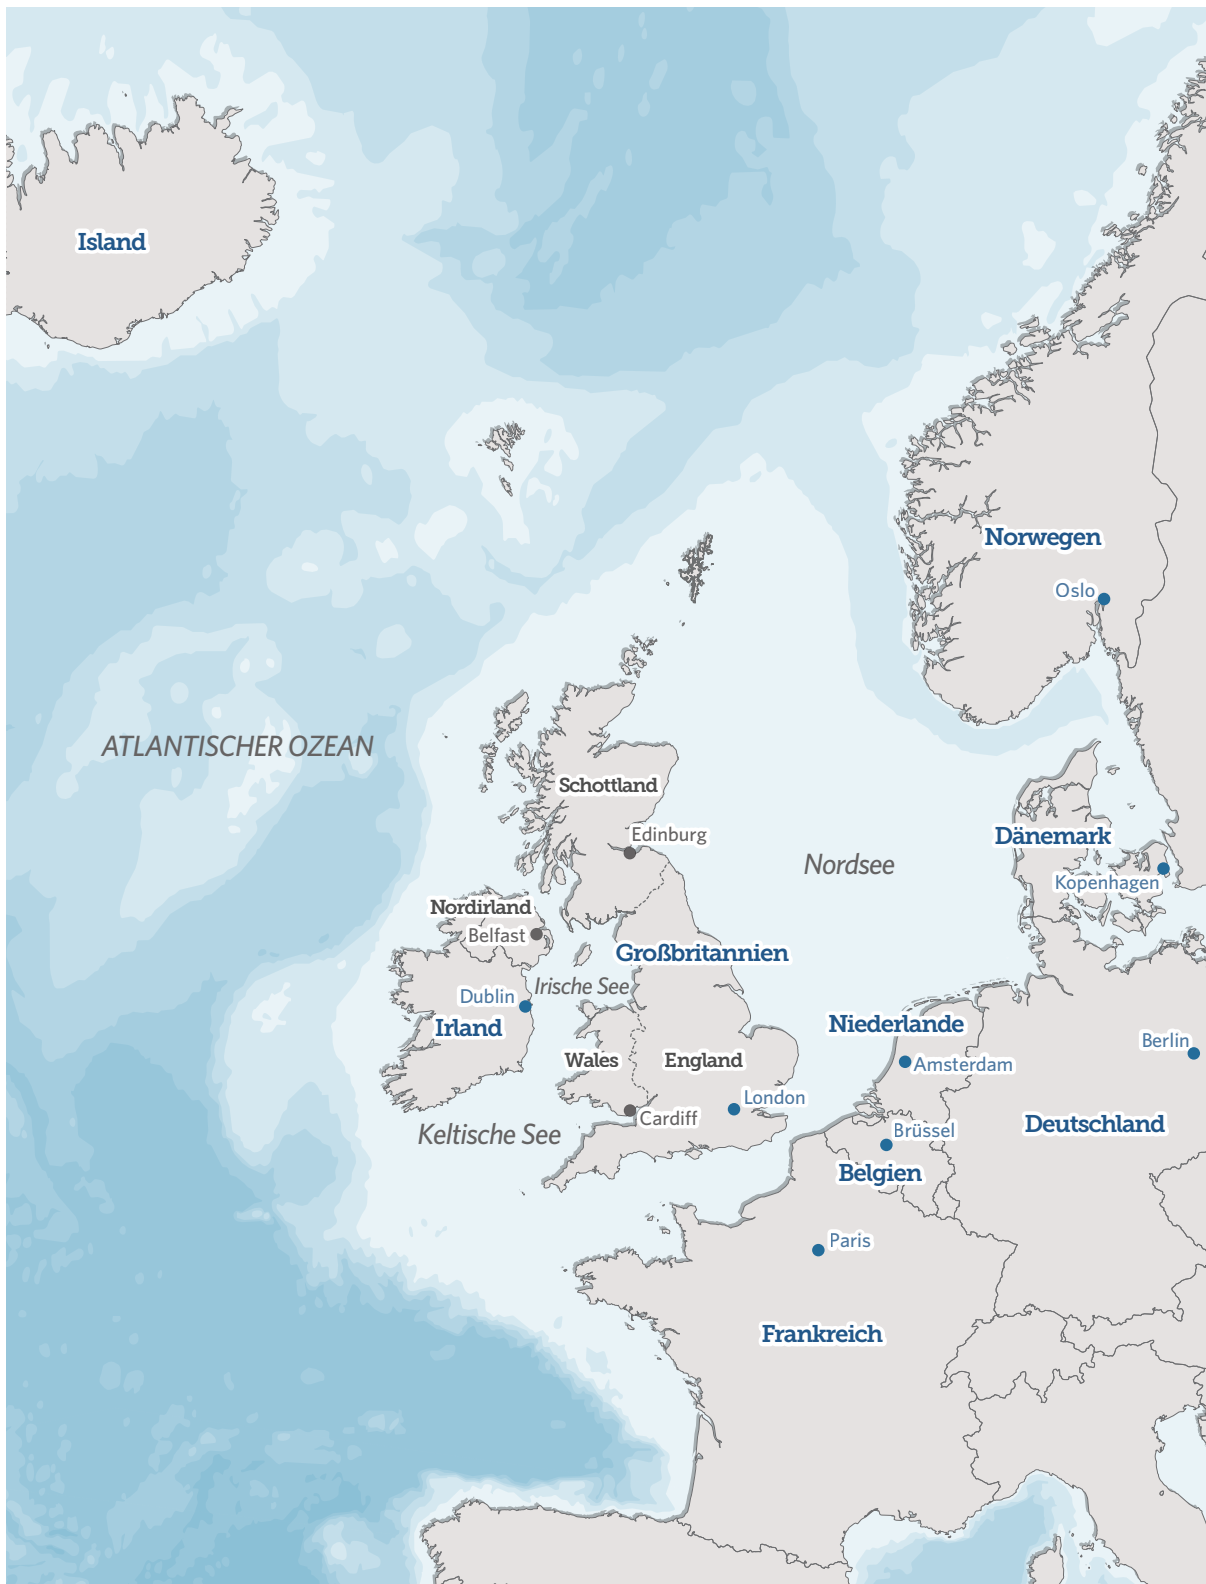 Island
Norwegen
Oslo
ATLANTISCHER OZEAN
Schottland
Edinburg
Nordsee
Dänemark
Kopenhagen
Nordirland
Belfast
Großbritannien
Irische See
Dublin
Irland
Niederlande
Berlin
Wales
England
Amsterdam
London
Cardiff
Keltische See
Deutschland
Brüssel
Belgien
Paris
Frankreich